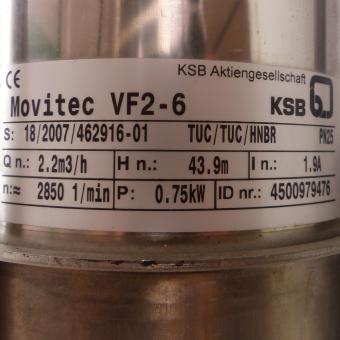 KSB Aktiengesellschaft
CE Movitec VF2-6 KSB
S: 18/2007/462916-01 TUC/TUC/HNBR PN25
Q n.: 2.2m3/h H n.: 43.9m I n.: 1.9A
n≈ 2850 1/min P: 0.75kW ID nr.: 4500979476